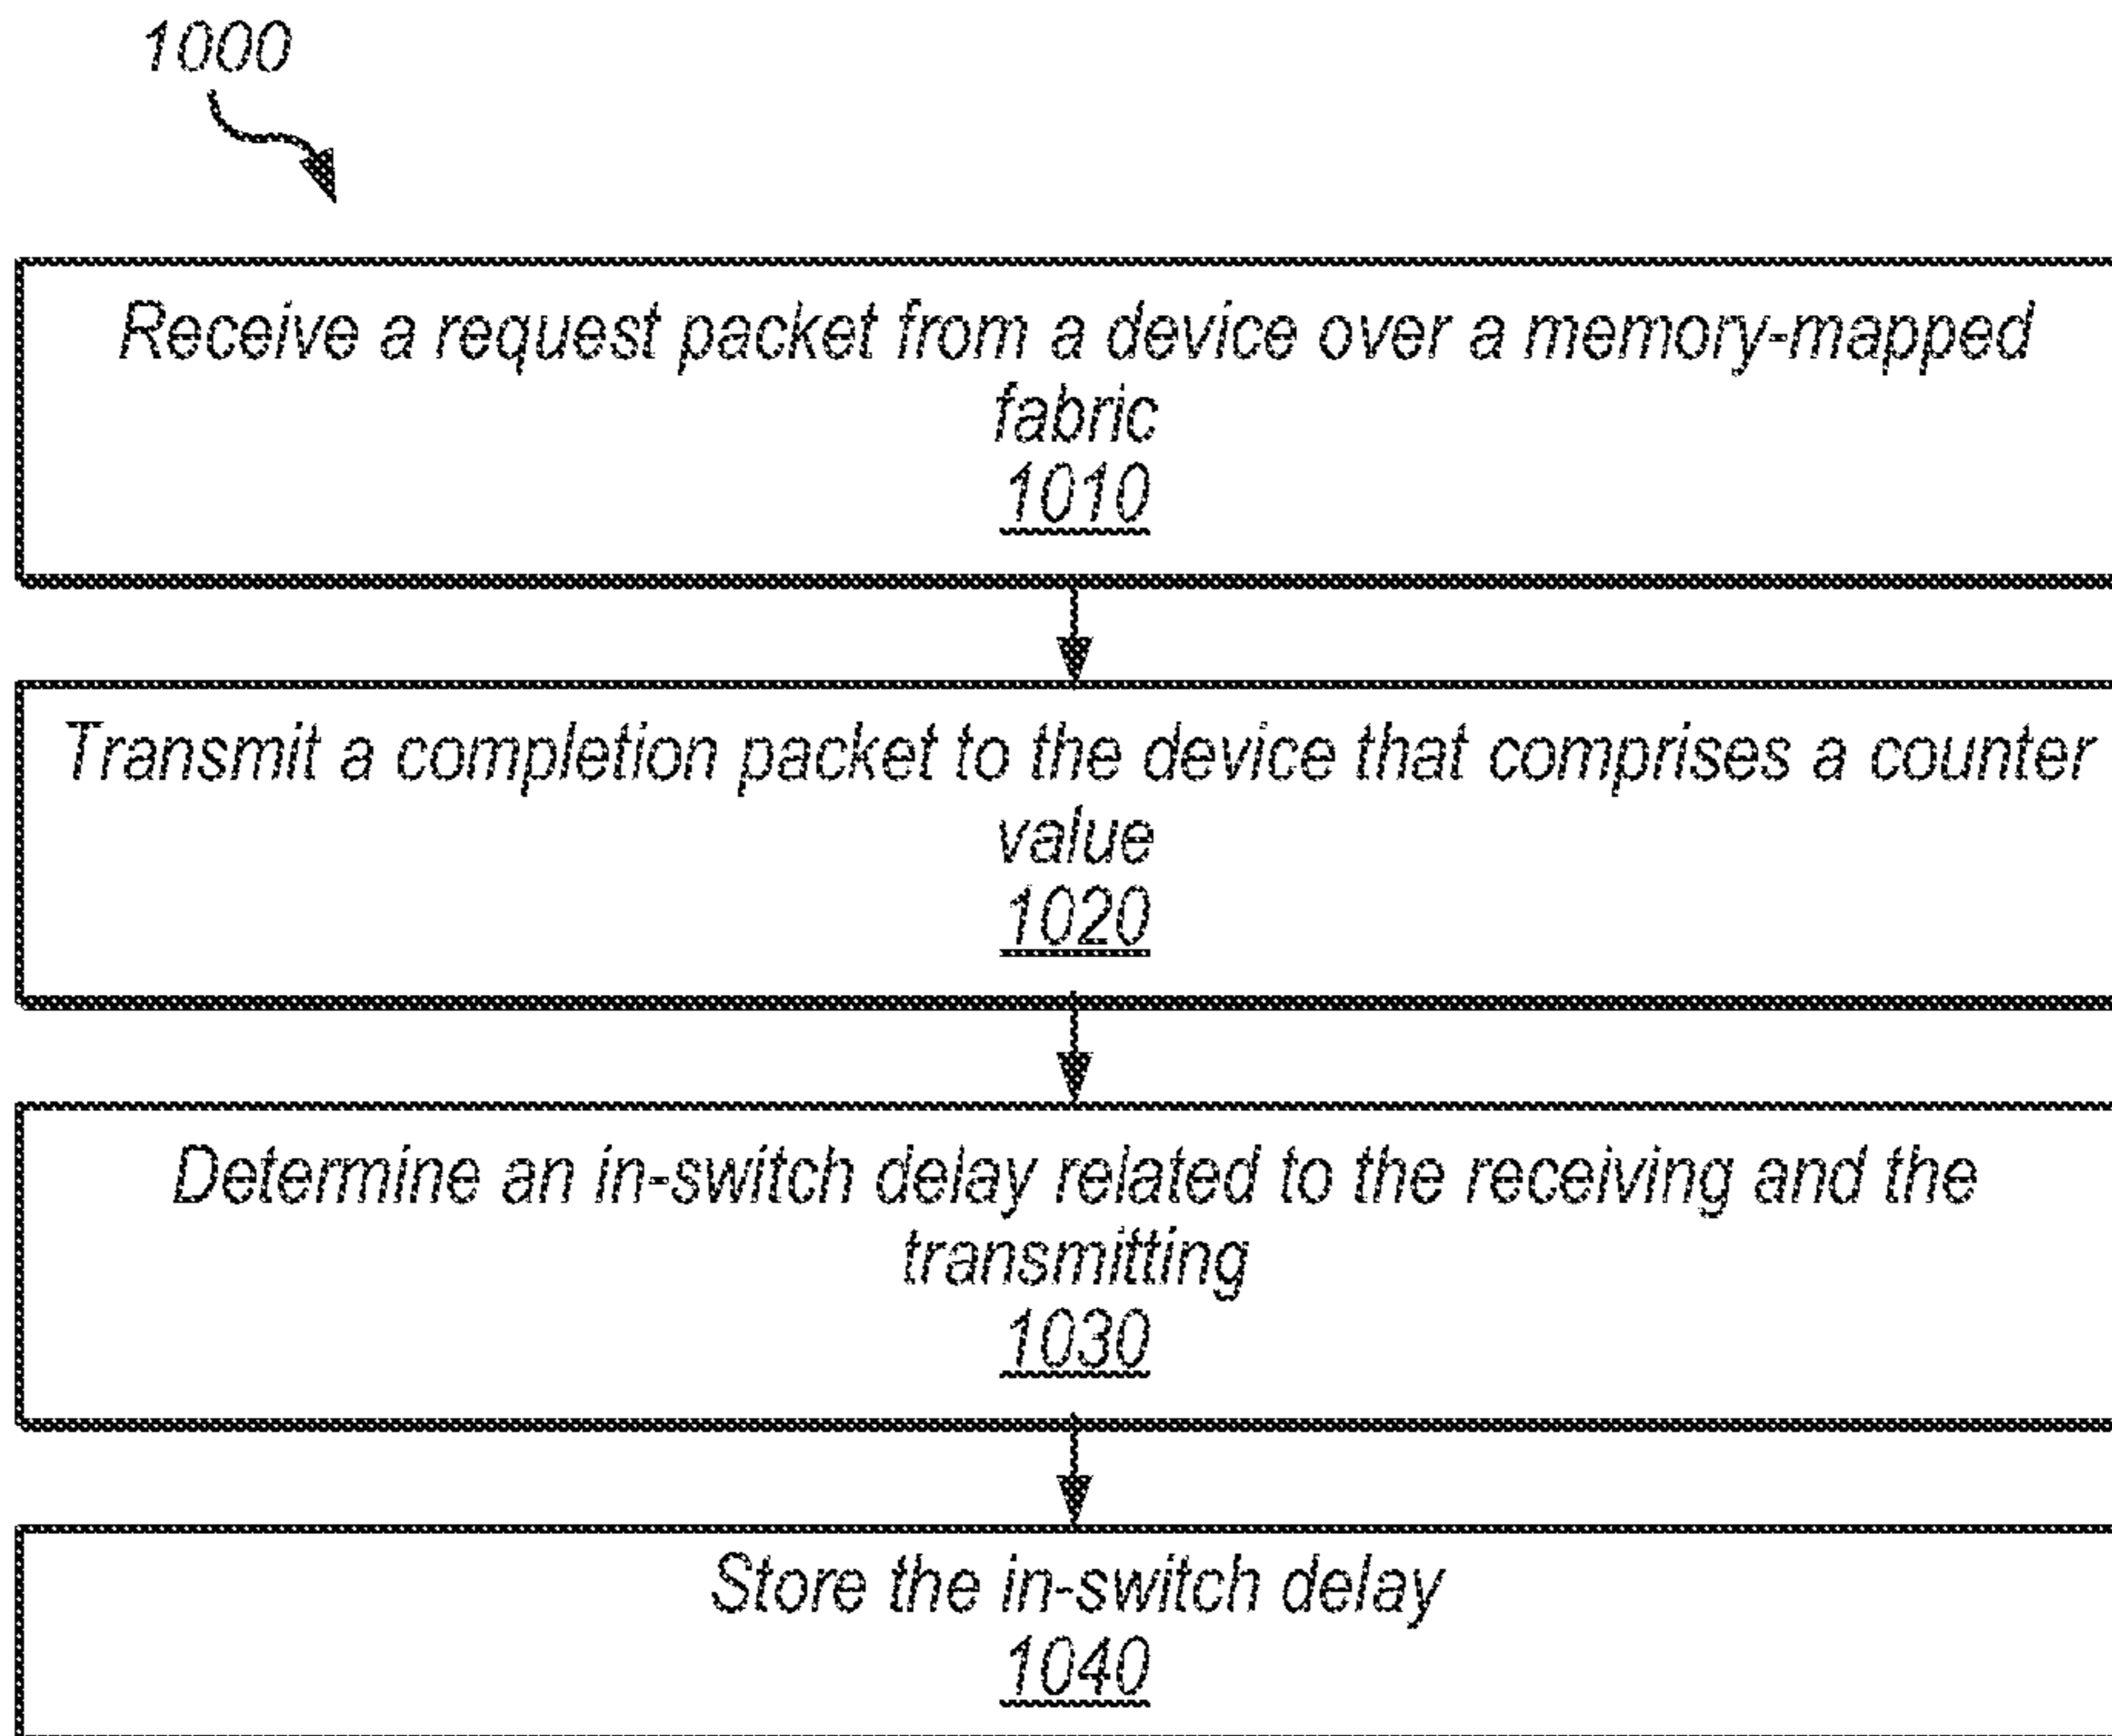 1000
Receive a request packet from a device over a memory-mapped
fabric
1010
Transmit a completion packet to the device that comprises a counter
value
1020
Determine an in-switch delay related to the receiving and the
transmitting
1030
Store the in-switch delay
1040